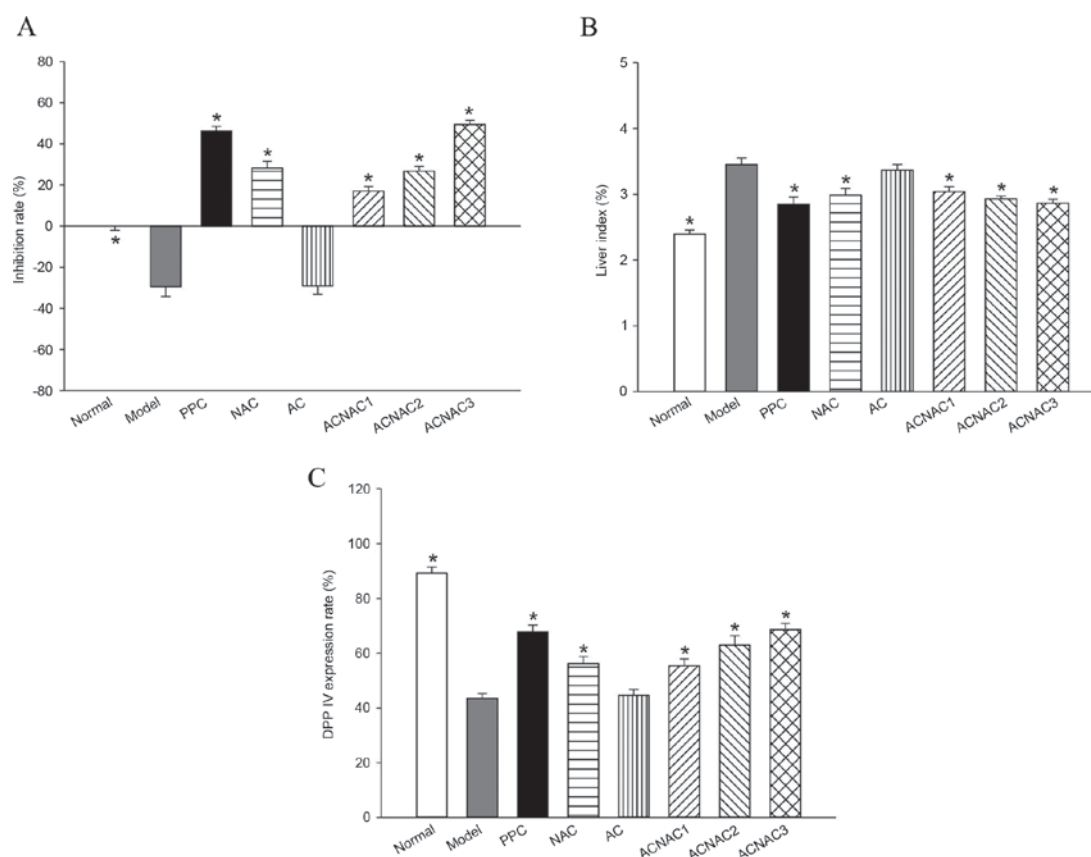 A
Inhibition rate (%)
80
60
40
20
0
-20
-40
-60
-80
* * * * * *
Normal Model PPC NAC AC ACNAC1 ACNAC2 ACNAC3
B
Liver index (%)
5
4
3
2
1
0
* * * * * *
Normal Model PPC NAC AC ACNAC1 ACNAC2 ACNAC3
C
DPP IV expression rate (%)
120
100
80
60
40
20
0
* * * * * *
Normal Model PPC NAC AC ACNAC1 ACNAC2 ACNAC3